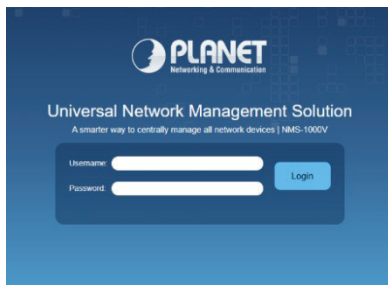 PLANET
Networking & Communication
Universal Network Management Solution
A smarter way to centrally manage all network devices | NMS-1000V
Username:
Login
Password: